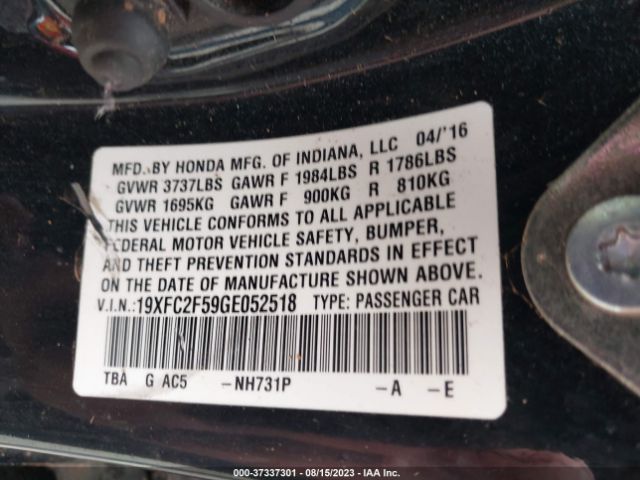 MFD. BY HONDA MFG. OF INDIANA, LLC 04/'16
GVWR 3737LBS GAWR F 1984LBS R 1786LBS
GVWR 1695KG GAWR F 900KG R 810KG
THIS VEHICLE CONFORMS TO ALL APPLICABLE
FEDERAL MOTOR VEHICLE SAFETY, BUMPER,
AND THEFT PREVENTION STANDARDS IN EFFECT
ON THE DATE OF MANUFACTURE SHOWN ABOVE.
V.I.N.:19XFC2F59GE052518 TYPE: PASSENGER CAR
TBA G AC5 -NH731P -A -E
0-37337301 - 08/15/2023 - IAA Inc.